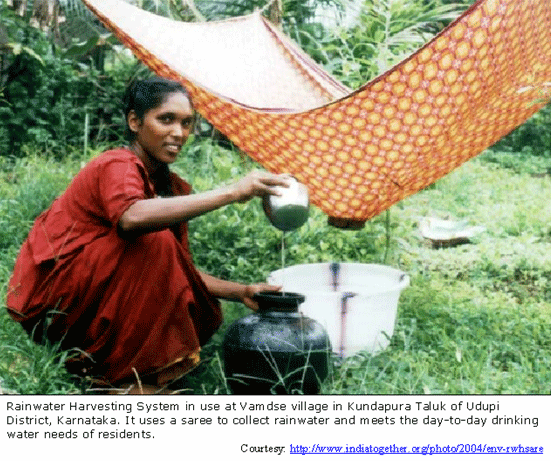 Rainwater Harvesting System in use at Vamdse village in Kundapura Taluk of Udupi
District, Karnataka. It uses a saree to collect rainwater and meets the day-to-day drinking
water needs of residents.
Courtesy: http://www.indiatogether.org/photo/2004/env-rwhsare